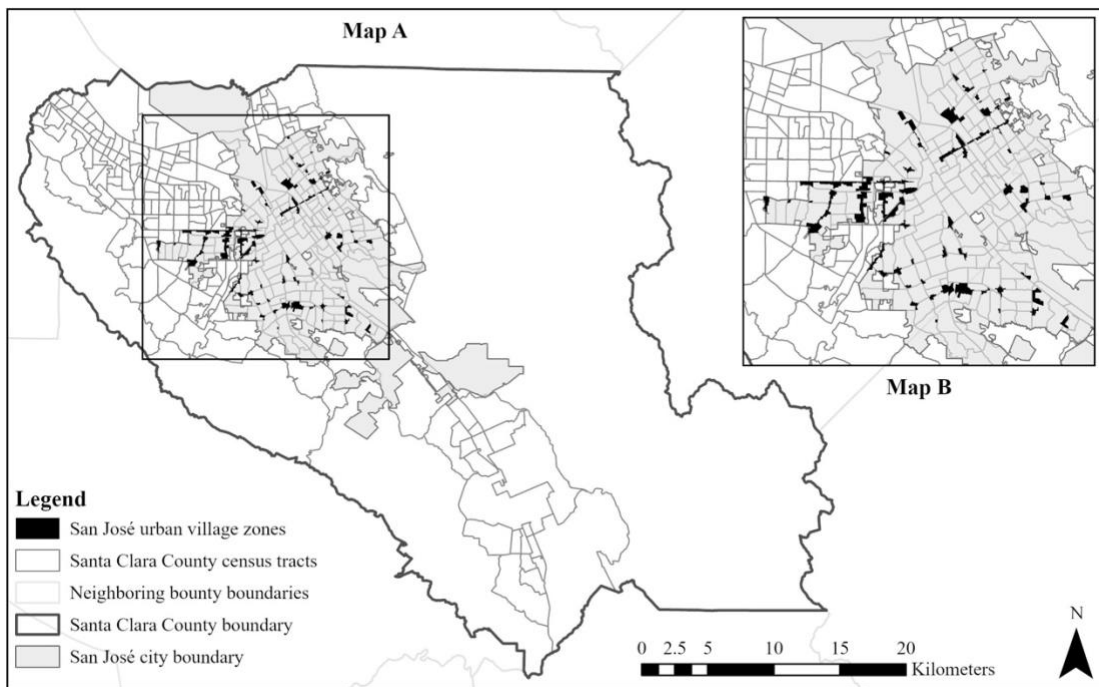 Map A
Map B
Legend
San José urban village zones
Santa Clara County census tracts
Neighboring bounty boundaries
Santa Clara County boundary
San José city boundary
0 2.5 5 10 15 20
Kilometers
N